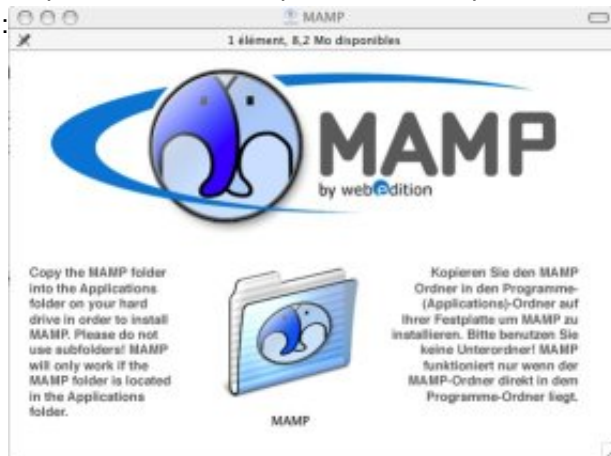 :
MAMP
1 élément, 8,2 Mo disponibles
MAMP
by webedition
Copy the MAMP folder
into the Applications
folder on your hard
drive in order to install
MAMP. Please do not
use subfolders! MAMP
will only work if the
MAMP folder is located
in the Applications
folder.
MAMP
Kopieren Sie den MAMP
Ordner in den Programme-
(Applications)-Ordner auf
Ihrer Festplatte um MAMP zu
installieren. Bitte benutzen Sie
keine Unterordner! MAMP
funktioniert nur wenn der
MAMP-Ordner direkt in dem
Programme-Ordner liegt.